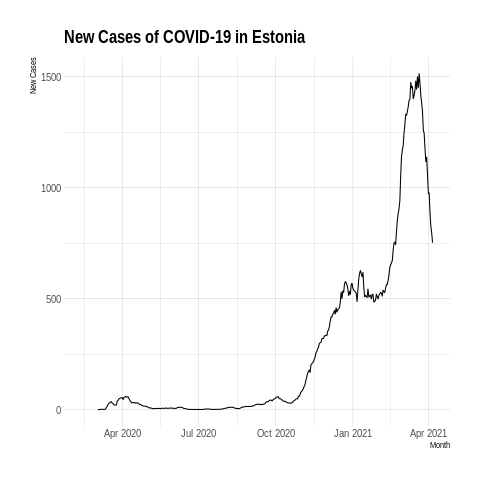 New Cases of COVID-19 in Estonia
New Cases
1500
1000
500
0
Apr 2020 Jul 2020 Oct 2020 Jan 2021 Apr 2021
Month